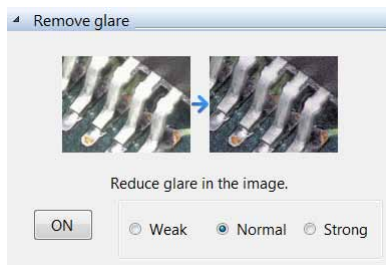 Remove glare
Reduce glare in the image.
ON
Weak
Normal
Strong